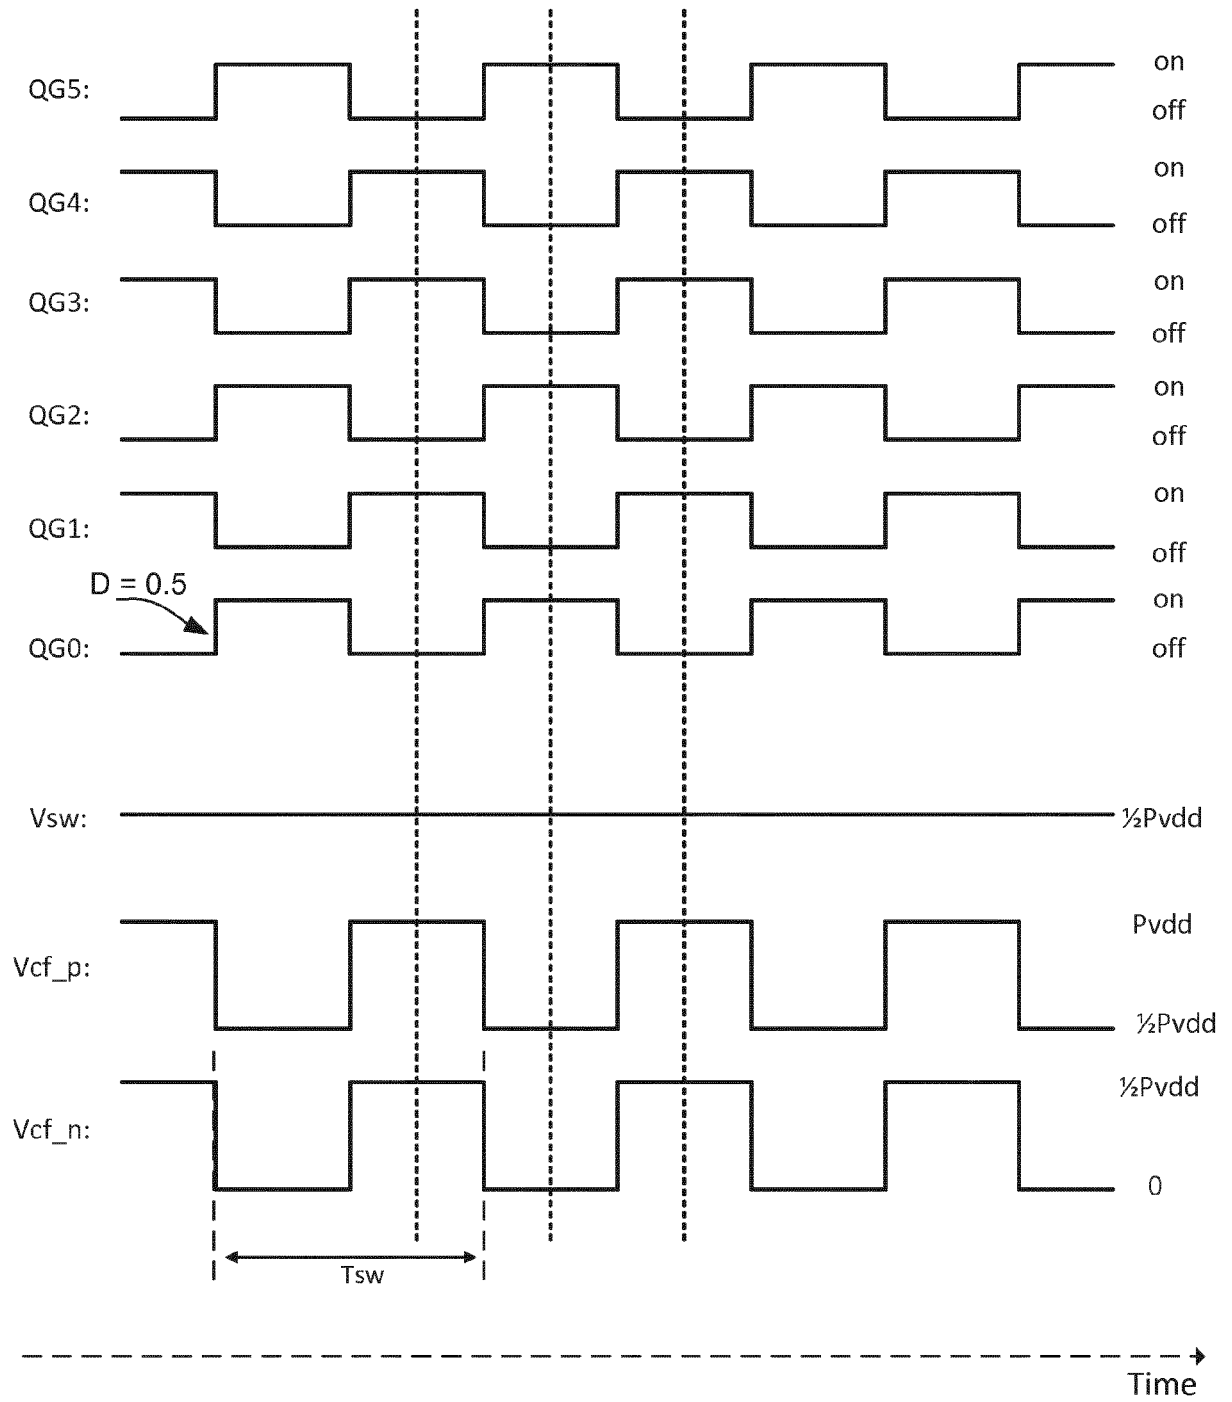 QG5:
on
off
QG4:
on
off
QG3:
on
off
QG2:
on
off
QG1:
on
off
D = 0.5
QG0:
on
off
Vsw:
½Pvdd
Vcf_p:
Pvdd
½Pvdd
Vcf_n:
½Pvdd
0
Tsw
Time